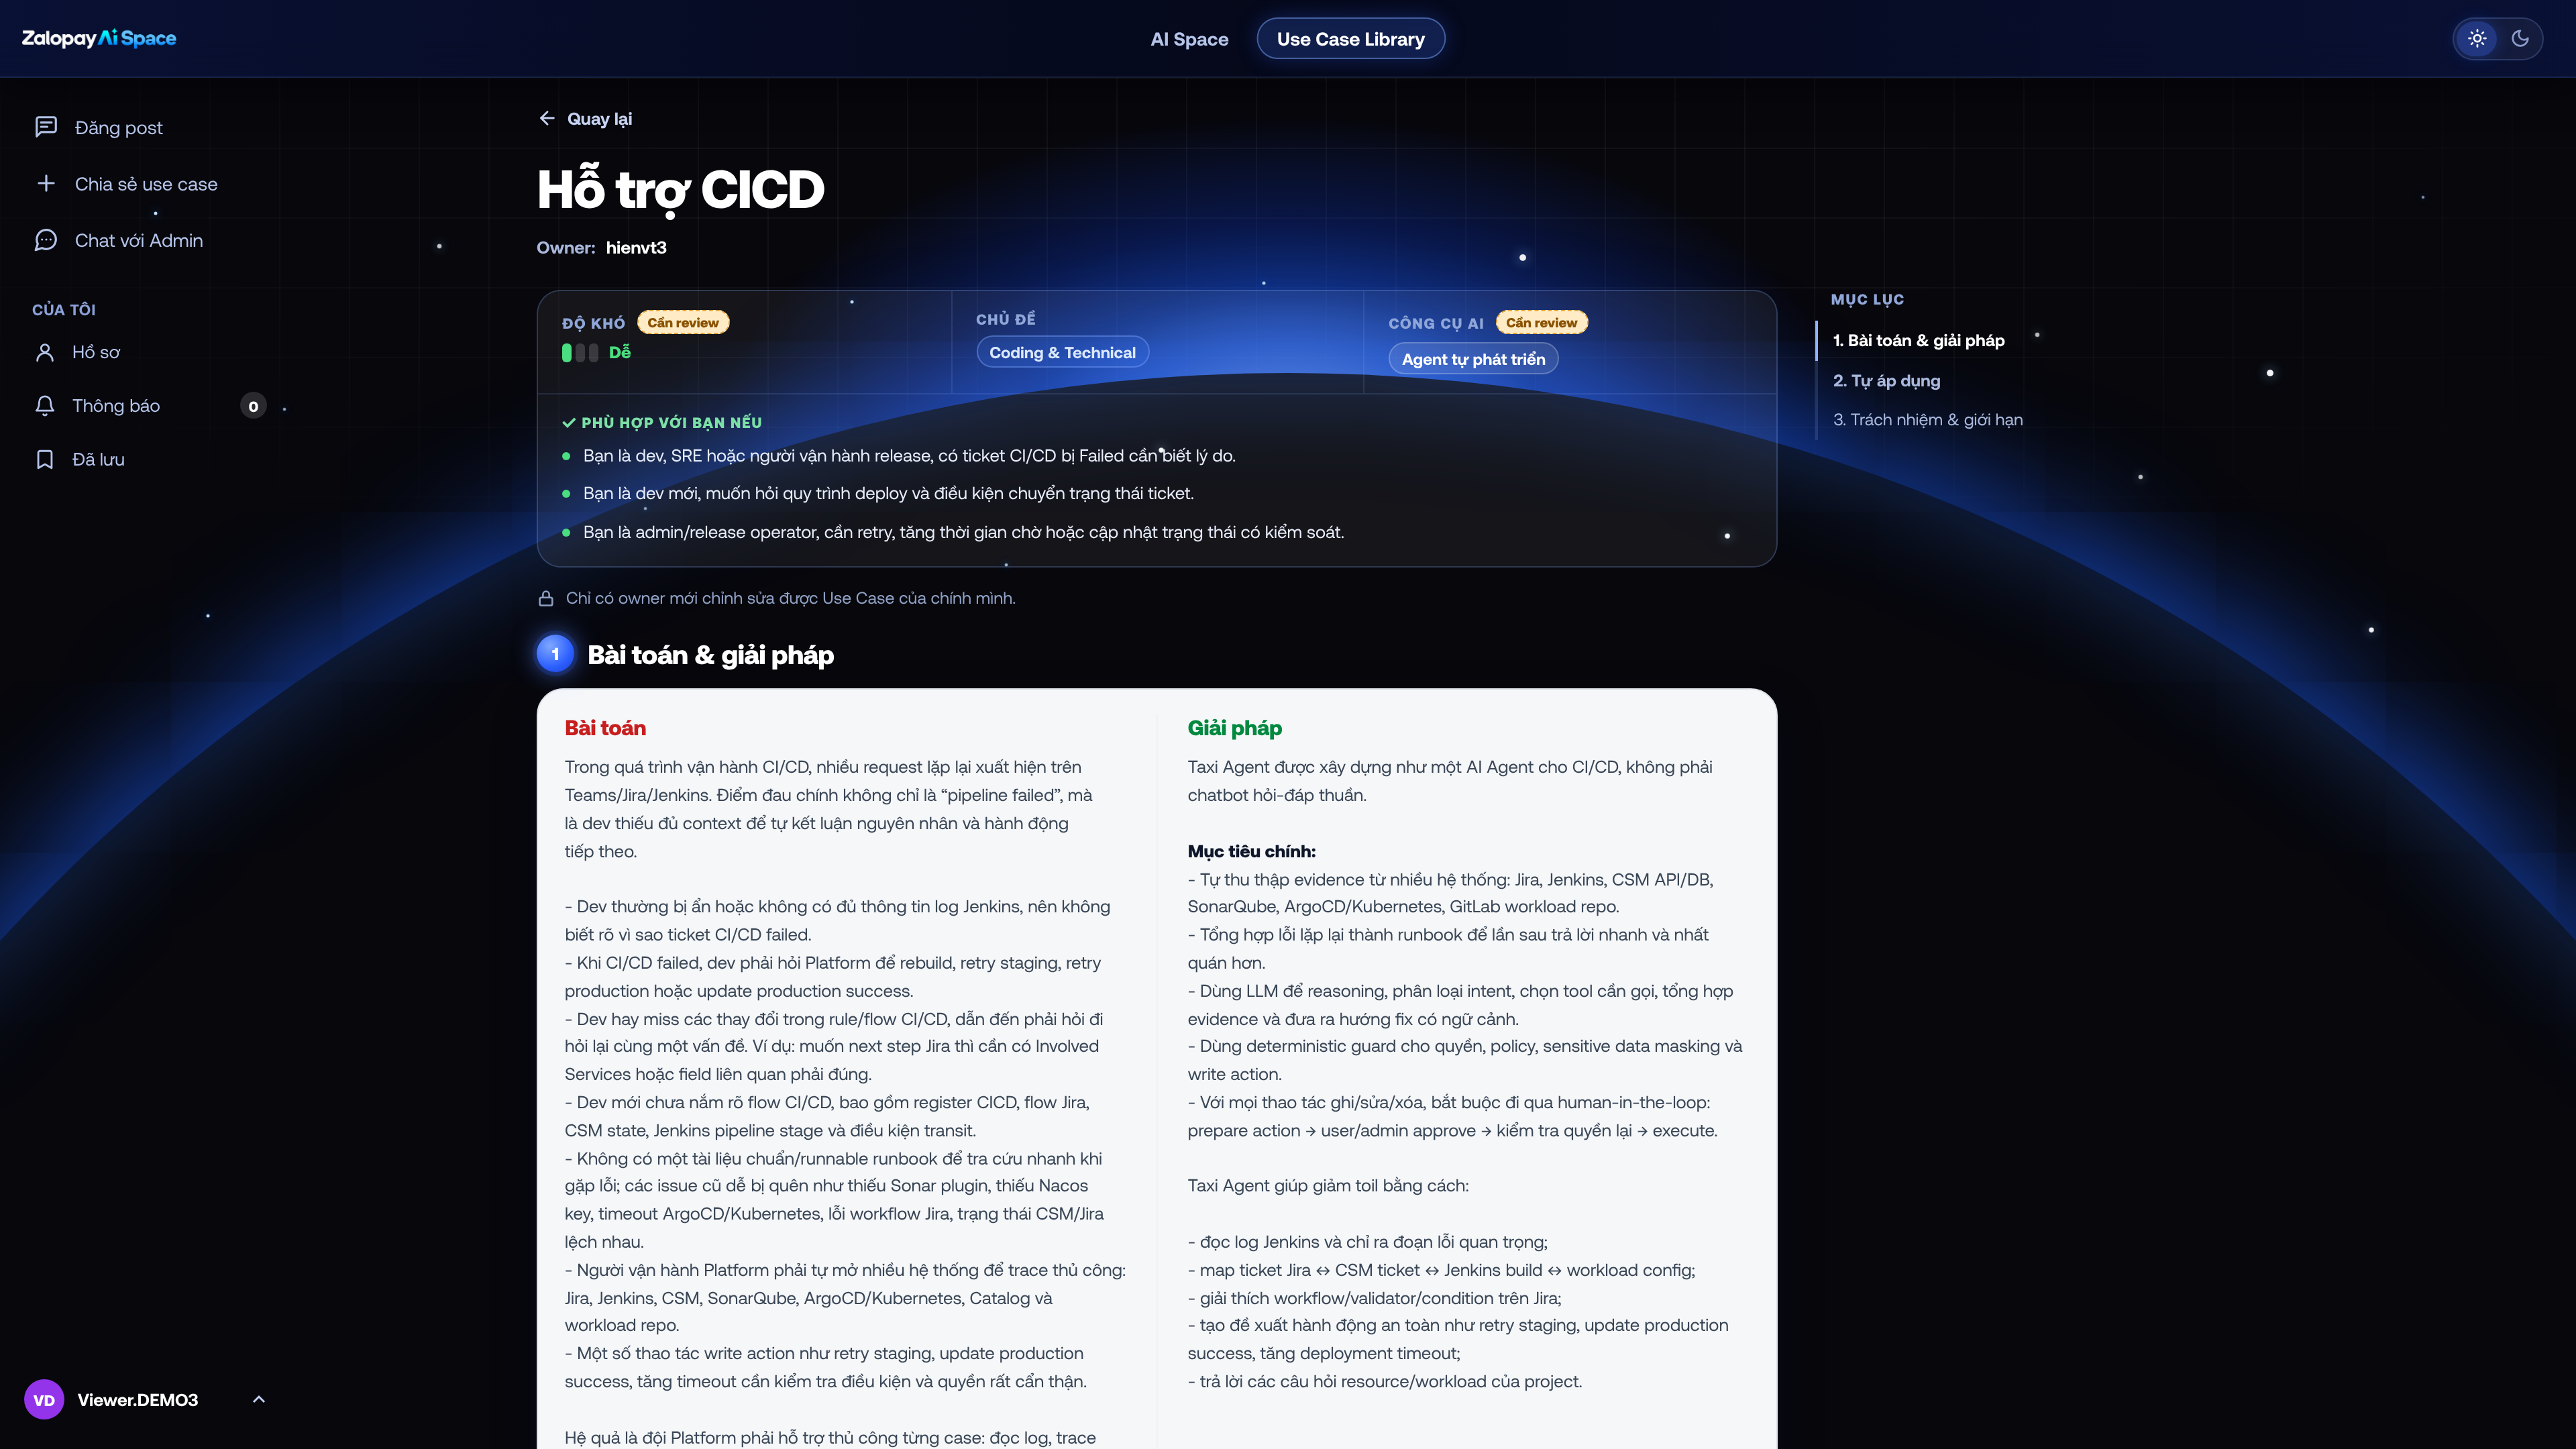 Zalopay Ai Space
AI Space
Use Case Library
Đăng post
Chia sẻ use case
Chat với Admin
CỦA TÔI
Hồ sơ
Thông báo
0
Đã lưu
VD
Viewer.DEMO3
Quay lại
Hỗ trợ CICD
Owner: hienvt3
ĐỘ KHÓ
Cần review
Dễ
CHỦ ĐỀ
Coding & Technical
CÔNG CỤ AI
Cần review
Agent tự phát triển
PHÙ HỢP VỚI BẠN NẾU
Bạn là dev, SRE hoặc người vận hành release, có ticket CI/CD bị Failed cần biết lý do.
Bạn là dev mới, muốn hỏi quy trình deploy và điều kiện chuyển trạng thái ticket.
Bạn là admin/release operator, cần retry, tăng thời gian chờ hoặc cập nhật trạng thái có kiểm soát.
MỤC LỤC
1. Bài toán & giải pháp
2. Tự áp dụng
3. Trách nhiệm & giới hạn
Chỉ có owner mới chỉnh sửa được Use Case của chính mình.
1
Bài toán & giải pháp
Bài toán
Trong quá trình vận hành CI/CD, nhiều request lặp lại xuất hiện trên
Teams/Jira/Jenkins. Điểm đau chính không chỉ là “pipeline failed”, mà
là dev thiếu đủ context để tự kết luận nguyên nhân và hành động
tiếp theo.
- Dev thường bị ẩn hoặc không có đủ thông tin log Jenkins, nên không
biết rõ vì sao ticket CI/CD failed.
- Khi CI/CD failed, dev phải hỏi Platform để rebuild, retry staging, retry
production hoặc update production success.
- Dev hay miss các thay đổi trong rule/flow CI/CD, dẫn đến phải hỏi đi
hỏi lại cùng một vấn đề. Ví dụ: muốn next step Jira thì cần có Involved
Services hoặc field liên quan phải đúng.
- Dev mới chưa nắm rõ flow CI/CD, bao gồm register CICD, flow Jira,
CSM state, Jenkins pipeline stage và điều kiện transit.
- Không có một tài liệu chuẩn/runnable runbook để tra cứu nhanh khi
gặp lỗi; các issue cũ dễ bị quên như thiếu Sonar plugin, thiếu Nacos
key, timeout ArgoCD/Kubernetes, lỗi workflow Jira, trạng thái CSM/Jira
lệch nhau.
- Người vận hành Platform phải tự mở nhiều hệ thống để trace thủ công:
Jira, Jenkins, CSM, SonarQube, ArgoCD/Kubernetes, Catalog và
workload repo.
- Một số thao tác write action như retry staging, update production
success, tăng timeout cần kiểm tra điều kiện và quyền rất cẩn thận.
Hệ quả là đội Platform phải hỗ trợ thủ công từng case: đọc log, trace
Giải pháp
Taxi Agent được xây dựng như một AI Agent cho CI/CD, không phải
chatbot hỏi-đáp thuần.
Mục tiêu chính:
- Tự thu thập evidence từ nhiều hệ thống: Jira, Jenkins, CSM API/DB,
SonarQube, ArgoCD/Kubernetes, GitLab workload repo.
- Tổng hợp lỗi lặp lại thành runbook để lần sau trả lời nhanh và nhất
quán hơn.
- Dùng LLM để reasoning, phân loại intent, chọn tool cần gọi, tổng hợp
evidence và đưa ra hướng fix có ngữ cảnh.
- Dùng deterministic guard cho quyền, policy, sensitive data masking và
write action.
- Với mọi thao tác ghi/sửa/xóa, bắt buộc đi qua human-in-the-loop:
prepare action → user/admin approve → kiểm tra quyền lại → execute.
Taxi Agent giúp giảm toil bằng cách:
- đọc log Jenkins và chỉ ra đoạn lỗi quan trọng;
- map ticket Jira ↔ CSM ticket ↔ Jenkins build ↔ workload config;
- giải thích workflow/validator/condition trên Jira;
- tạo đề xuất hành động an toàn như retry staging, update production
success, tăng deployment timeout;
- trả lời các câu hỏi resource/workload của project.